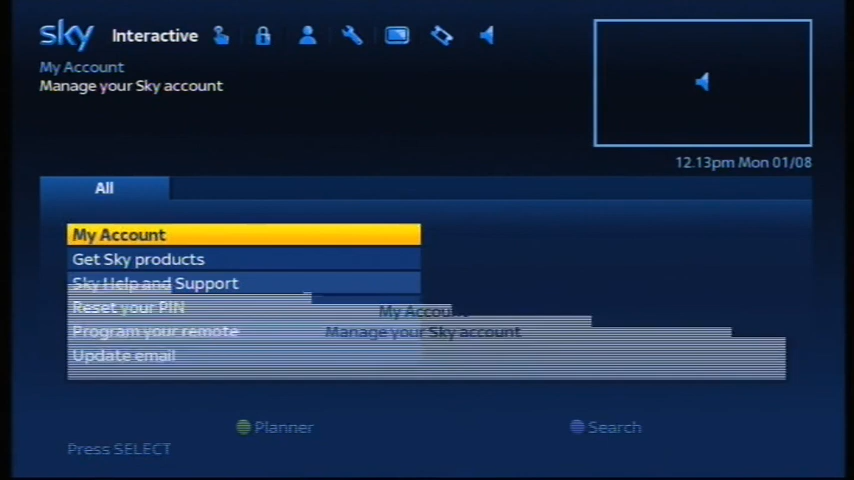 sky Interactive
My Account
Manage your Sky account
12.13pm Mon 01/08
All
My Account
Get Sky products
Sky Help and Support
Reset your PIN
My Account
Program your remote
Manage your Sky account
Update email
Planner
Search
Press SELECT